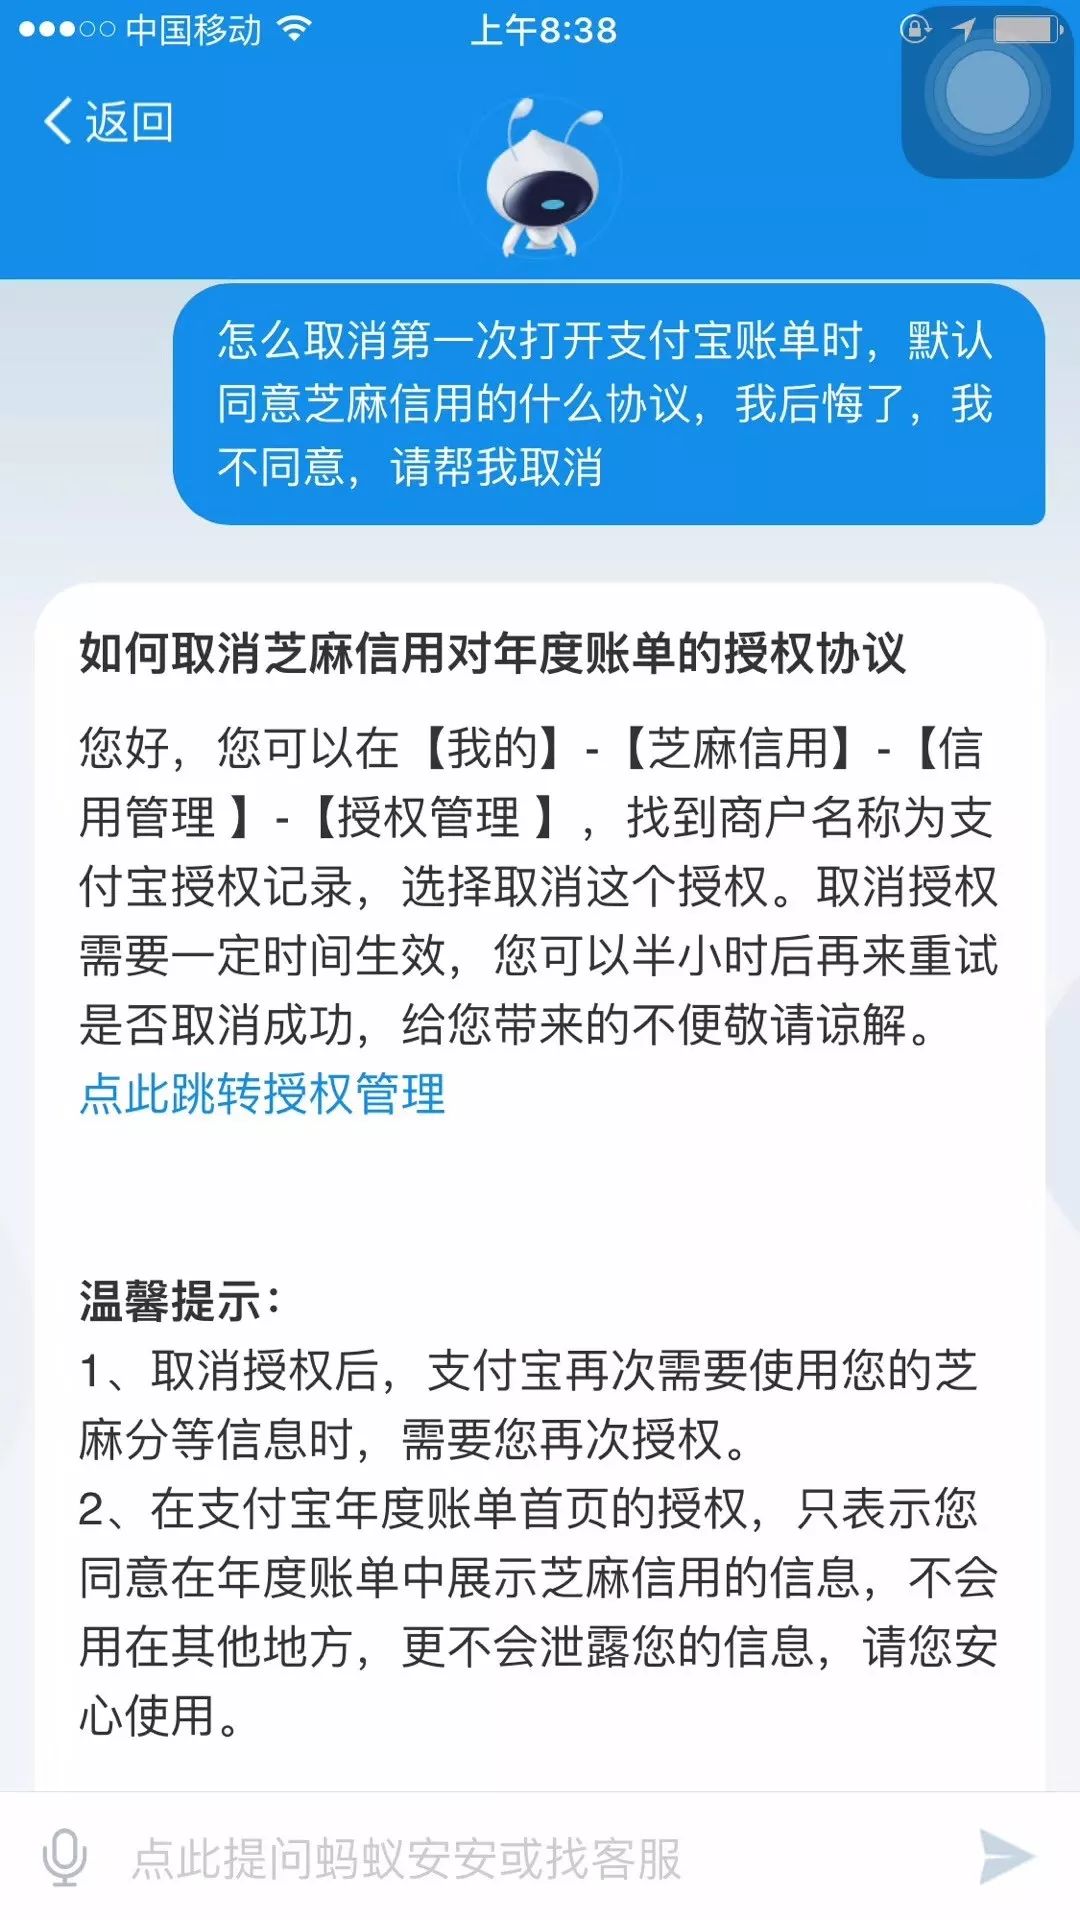 中国移动
上午8:38
返回
怎么取消第一次打开支付宝账单时，默认
同意芝麻信用的什么协议，我后悔了，我
不同意，请帮我取消
如何取消芝麻信用对年度账单的授权协议
您好，您可以在【我的】-【芝麻信用】-【信
用管理 】-【授权管理 】，找到商户名称为支
付宝授权记录，选择取消这个授权。取消授权
需要一定时间生效，您可以半小时后再来重试
是否取消成功，给您带来的不便敬请谅解。
点此跳转授权管理
温馨提示：
1、取消授权后，支付宝再次需要使用您的芝
麻分等信息时，需要您再次授权。
2、在支付宝年度账单首页的授权，只表示您
同意在年度账单中展示芝麻信用的信息，不会
用在其他地方，更不会泄露您的信息，请您安
心使用。
点此提问蚂蚁安安或找客服